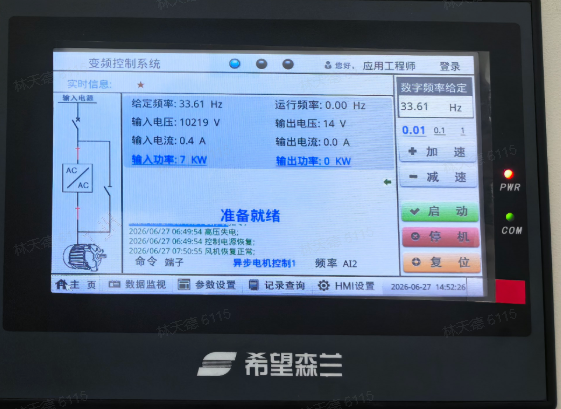 变频控制系统
您好, 应用工程师 登录
实时信息: ★
输入电源
AC
AC
给定频率: 33.61 Hz 运行频率: 0.00 Hz
输入电压: 10219 V 输出电压: 14 V
输入电流: 0.4 A 输出电流: 0.0 A
输入功率: 7 KW 输出功率: 0 KW
准备就绪
2026/06/27 06:49:54 高压失电;
2026/06/27 06:49:54 控制电源恢复;
2026/06/27 07:50:55 风机恢复正常;
命令 端子 异步电机控制1 频率 AI2
数字频率给定
33.61 Hz
0.01 0.1 1
加 速
减 速
启 动
停 机
复 位
主 页 数据监视 参数设置 记录查询 HMI设置 2026-06-27 14:52:26
PWR
COM
希望森兰
林天德 6115